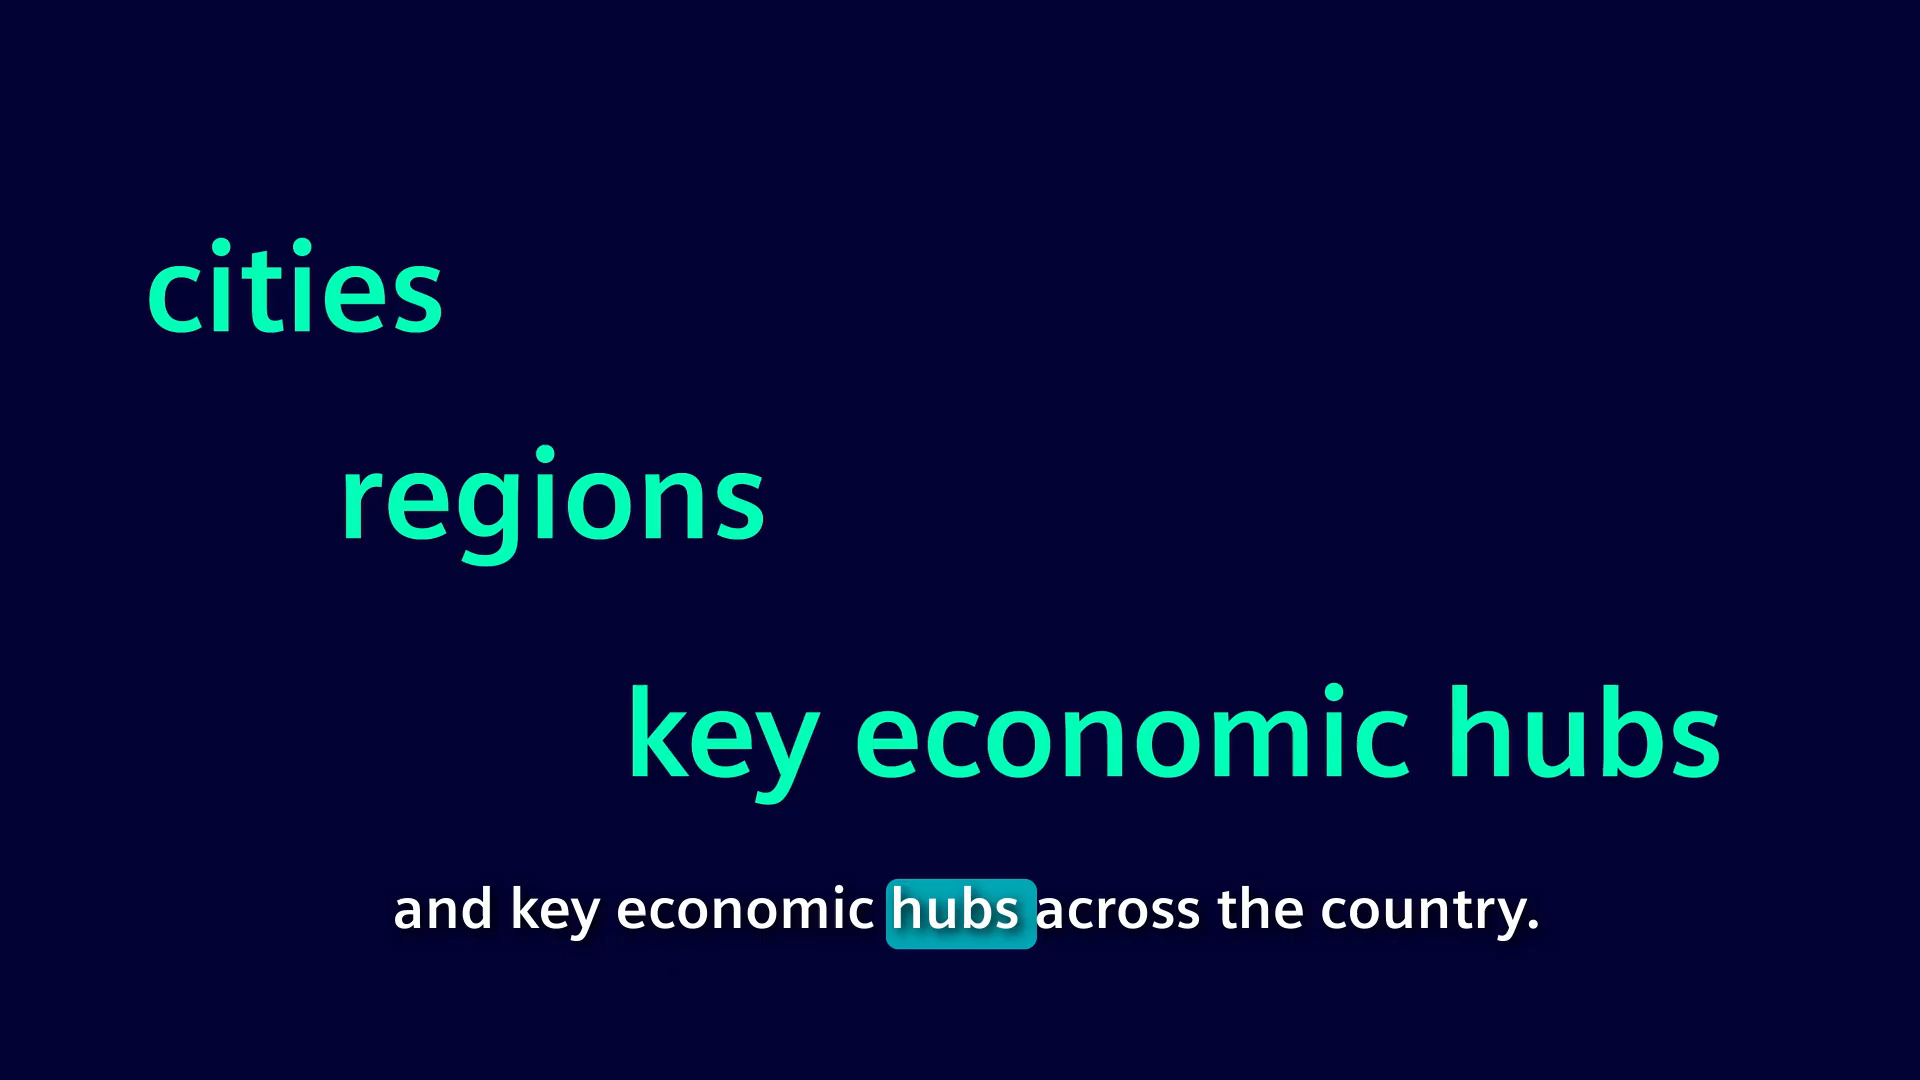 cities
regions
key economic hubs
and key economic hubs across the country.